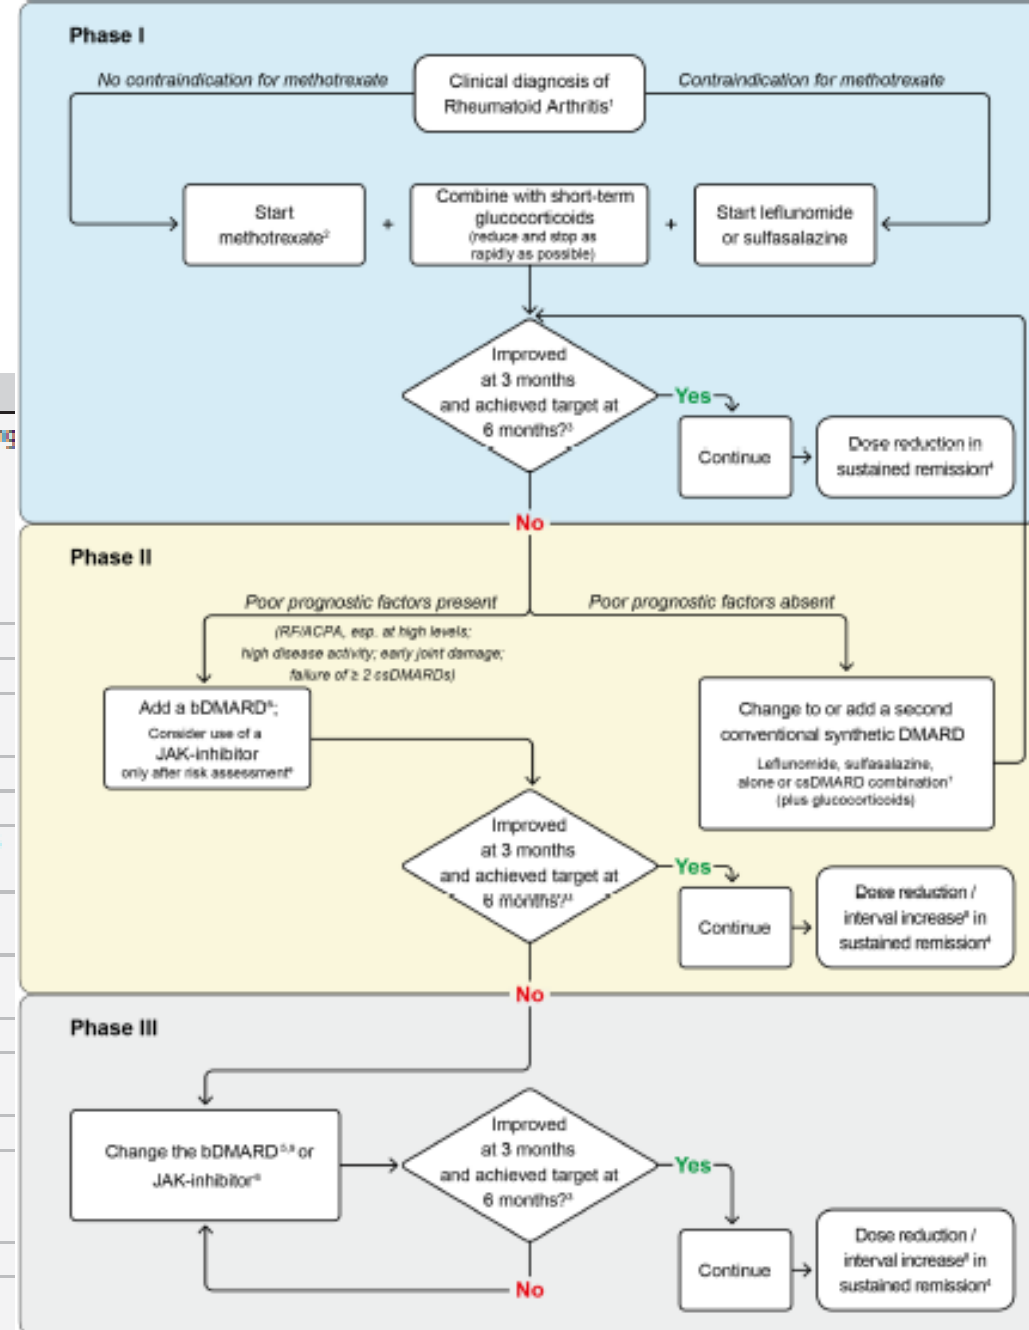 Phase I
No contraindication for methotrexate
Clinical diagnosis of
Rheumatoid Arthritis¹
Contraindication for methotrexate
Start
methotrexate²
+
Combine with short-term
glucocorticoids
(reduce and stop as
rapidly as possible)
+
Start leflunomide
or sulfasalazine
Improved
at 3 months
and achieved target at
6 months?³
Yes
Continue
Dose reduction in
sustained remission⁴
No
Phase II
Poor prognostic factors present
(RF/ACPA, esp. at high levels;
high disease activity; early joint damage;
failure of ≥ 2 csDMARDs)
Poor prognostic factors absent
Add a bDMARD⁵;
Consider use of a
JAK-inhibitor
only after risk assessment⁶
Change to or add a second
conventional synthetic DMARD
Leflunomide, sulfasalazine,
alone or csDMARD combination⁷
(plus glucocorticoids)
Improved
at 3 months
and achieved target at
6 months?³
Yes
Continue
Dose reduction /
interval increase⁸ in
sustained remission⁴
No
Phase III
Change the bDMARD⁵,⁹ or
JAK-inhibitor⁶
Improved
at 3 months
and achieved target at
6 months?³
Yes
Continue
Dose reduction /
interval increase⁸ in
sustained remission⁴
No